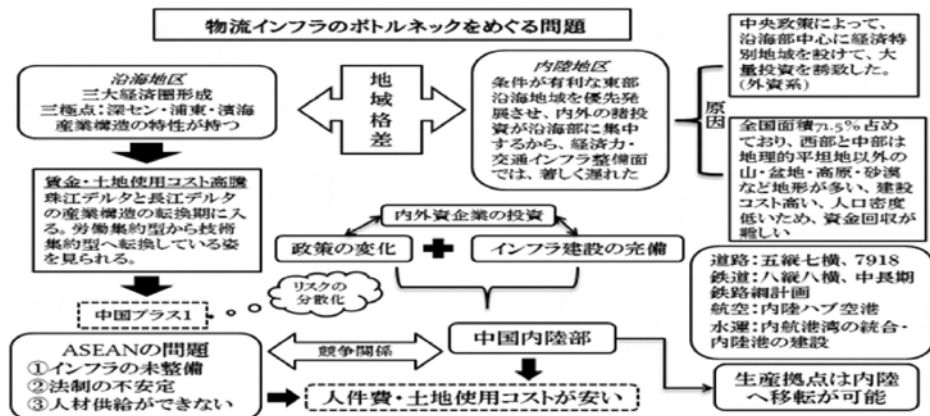 物流インフラのボトルネックをめぐる問題
沿海地区
三大経済圏形成
三極点：深セン・浦東・濱海
産業構造の特性が持つ
地域格差
内陸地区
条件が有利な東部
沿海地域を優先発
展させ、内外の諸投
資が沿海部に集中
するから、経済力・
交通インフラ整備面
では、著しく遅れた
原因
中央政策によって、
沿海部中心に経済特
別地域を設けて、大
量投資を誘致した。
(外資系)
全国面積71.5%占め
ており、西部と中部は
地理的平坦地以外の
山・盆地・高原・砂漠
など地形が多い、建設
コスト高い、人口密度
低いため、資金回収が
難しい
賃金・土地使用コスト高騰
珠江デルタと長江デルタ
の産業構造の転換期に入
る。労働集約型から技術
集約型へ転換している姿
を見られる。
内外資企業の投資
政策の変化
インフラ建設の完備
道路：五縦七横、7918
鉄道：八縦八横、中長期
鉄路網計画
航空：内陸ハブ空港
水運：内航港湾の統合・
内陸港の建設
リスクの
分散化
中国プラス1
ASEANの問題
①インフラの未整備
②法制の不安定
③人材供給ができない
競争関係
中国内陸部
人件費・土地使用コストが安い
生産拠点は内陸
へ移転が可能